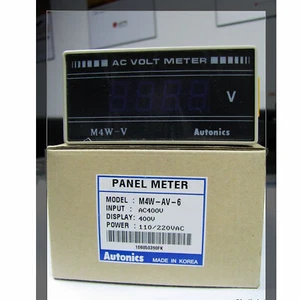 AC VOLT METER
V
M4W-V Autonics
PANEL METER
MODEL : M4W-AV-6
INPUT : AC400V
DISPLAY: 400V
POWER : 110/220VAC
Autonics MADE IN KOREA